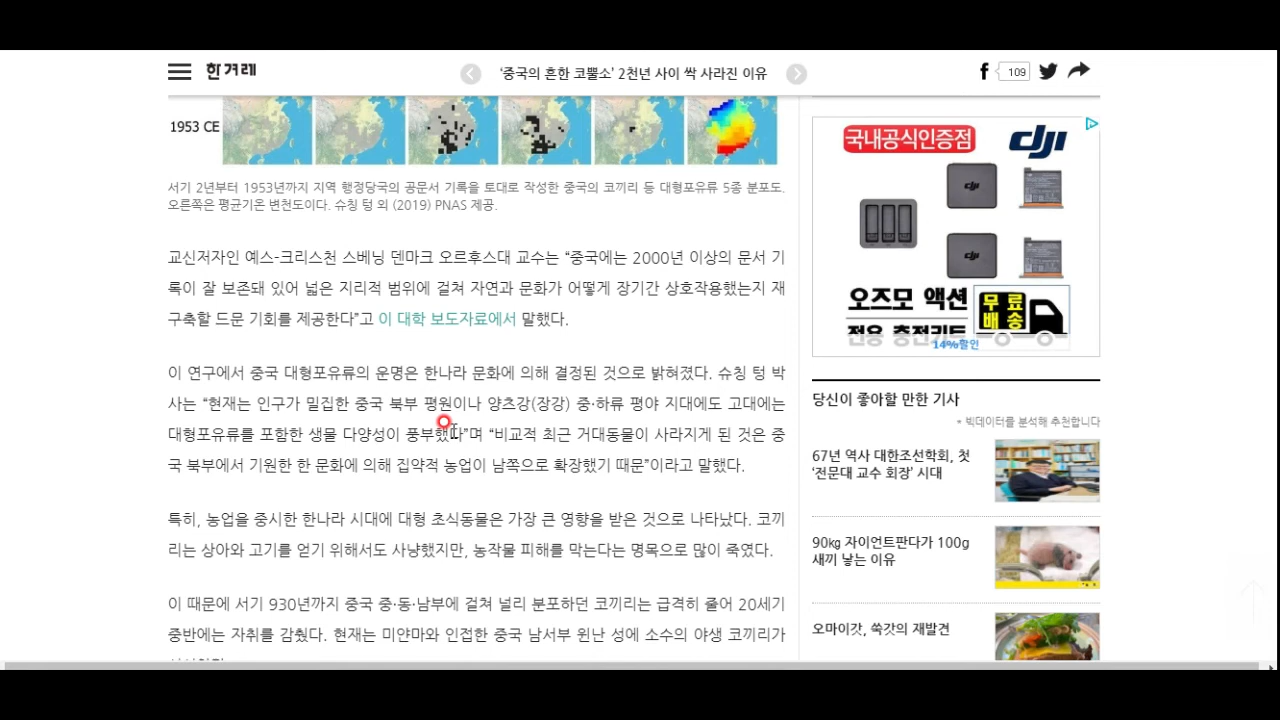 한겨레
‘중국의 흔한 코뿔소’ 2천년 사이 싹 사라진 이유
109
1953 CE
서기 2년부터 1953년까지 지역 행정당국의 공문서 기록을 토대로 작성한 중국의 코끼리 등 대형포유류 5종 분포도.
오른쪽은 평균기온 변천도이다. 슈칭 텅 외 (2019) PNAS 제공.
교신저자인 예스-크리스천 스베닝 덴마크 오르후스대 교수는 “중국에는 2000년 이상의 문서 기
록이 잘 보존돼 있어 넓은 지리적 범위에 걸쳐 자연과 문화가 어떻게 장기간 상호작용했는지 재
구축할 드문 기회를 제공한다”고 이 대학 보도자료에서 말했다.
이 연구에서 중국 대형포유류의 운명은 한나라 문화에 의해 결정된 것으로 밝혀졌다. 슈칭 텅 박
사는 “현재는 인구가 밀집한 중국 북부 평원이나 양츠강(장강) 중·하류 평야 지대에도 고대에는
대형포유류를 포함한 생물 다양성이 풍부했다”며 “비교적 최근 거대동물이 사라지게 된 것은 중
국 북부에서 기원한 한 문화에 의해 집약적 농업이 남쪽으로 확장했기 때문”이라고 말했다.
특히, 농업을 중시한 한나라 시대에 대형 초식동물은 가장 큰 영향을 받은 것으로 나타났다. 코끼
리는 상아와 고기를 얻기 위해서도 사냥했지만, 농작물 피해를 막는다는 명목으로 많이 죽였다.
이 때문에 서기 930년까지 중국 중·동·남부에 걸쳐 널리 분포하던 코끼리는 급격히 줄어 20세기
중반에는 자취를 감췄다. 현재는 미얀마와 인접한 중국 남서부 윈난 성에 소수의 야생 코끼리가
국내공식인증점
dji
dji
dji
오즈모 액션
무료
배송
전용 충전키트
14%할인
당신이 좋아할 만한 기사
* 빅데이터를 분석해 추천합니다
67년 역사 대한조선학회, 첫
‘전문대 교수 회장’ 시대
90㎏ 자이언트판다가 100g
새끼 낳는 이유
오마이갓, 쑥갓의 재발견